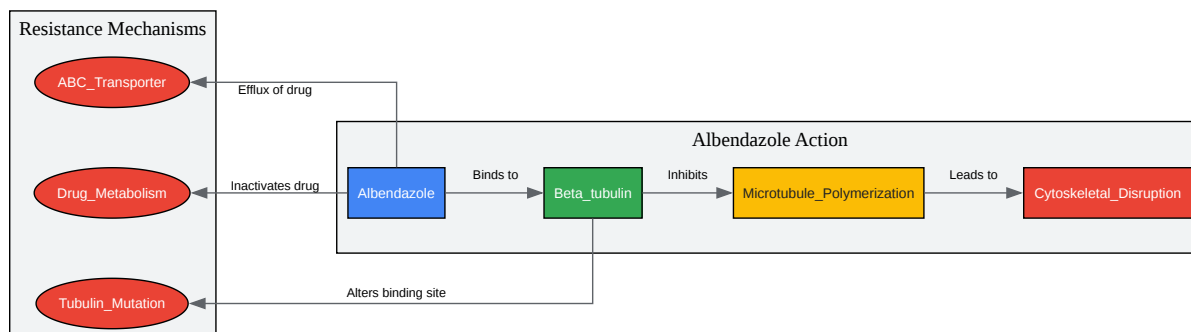 Resistance Mechanisms
ABC_Transporter
Efflux of drug
Albendazole Action
Drug_Metabolism
Inactivates drug
Albendazole
Binds to
Beta_tubulin
Inhibits
Microtubule_Polymerization
Leads to
Cytoskeletal_Disruption
Tubulin_Mutation
Alters binding site